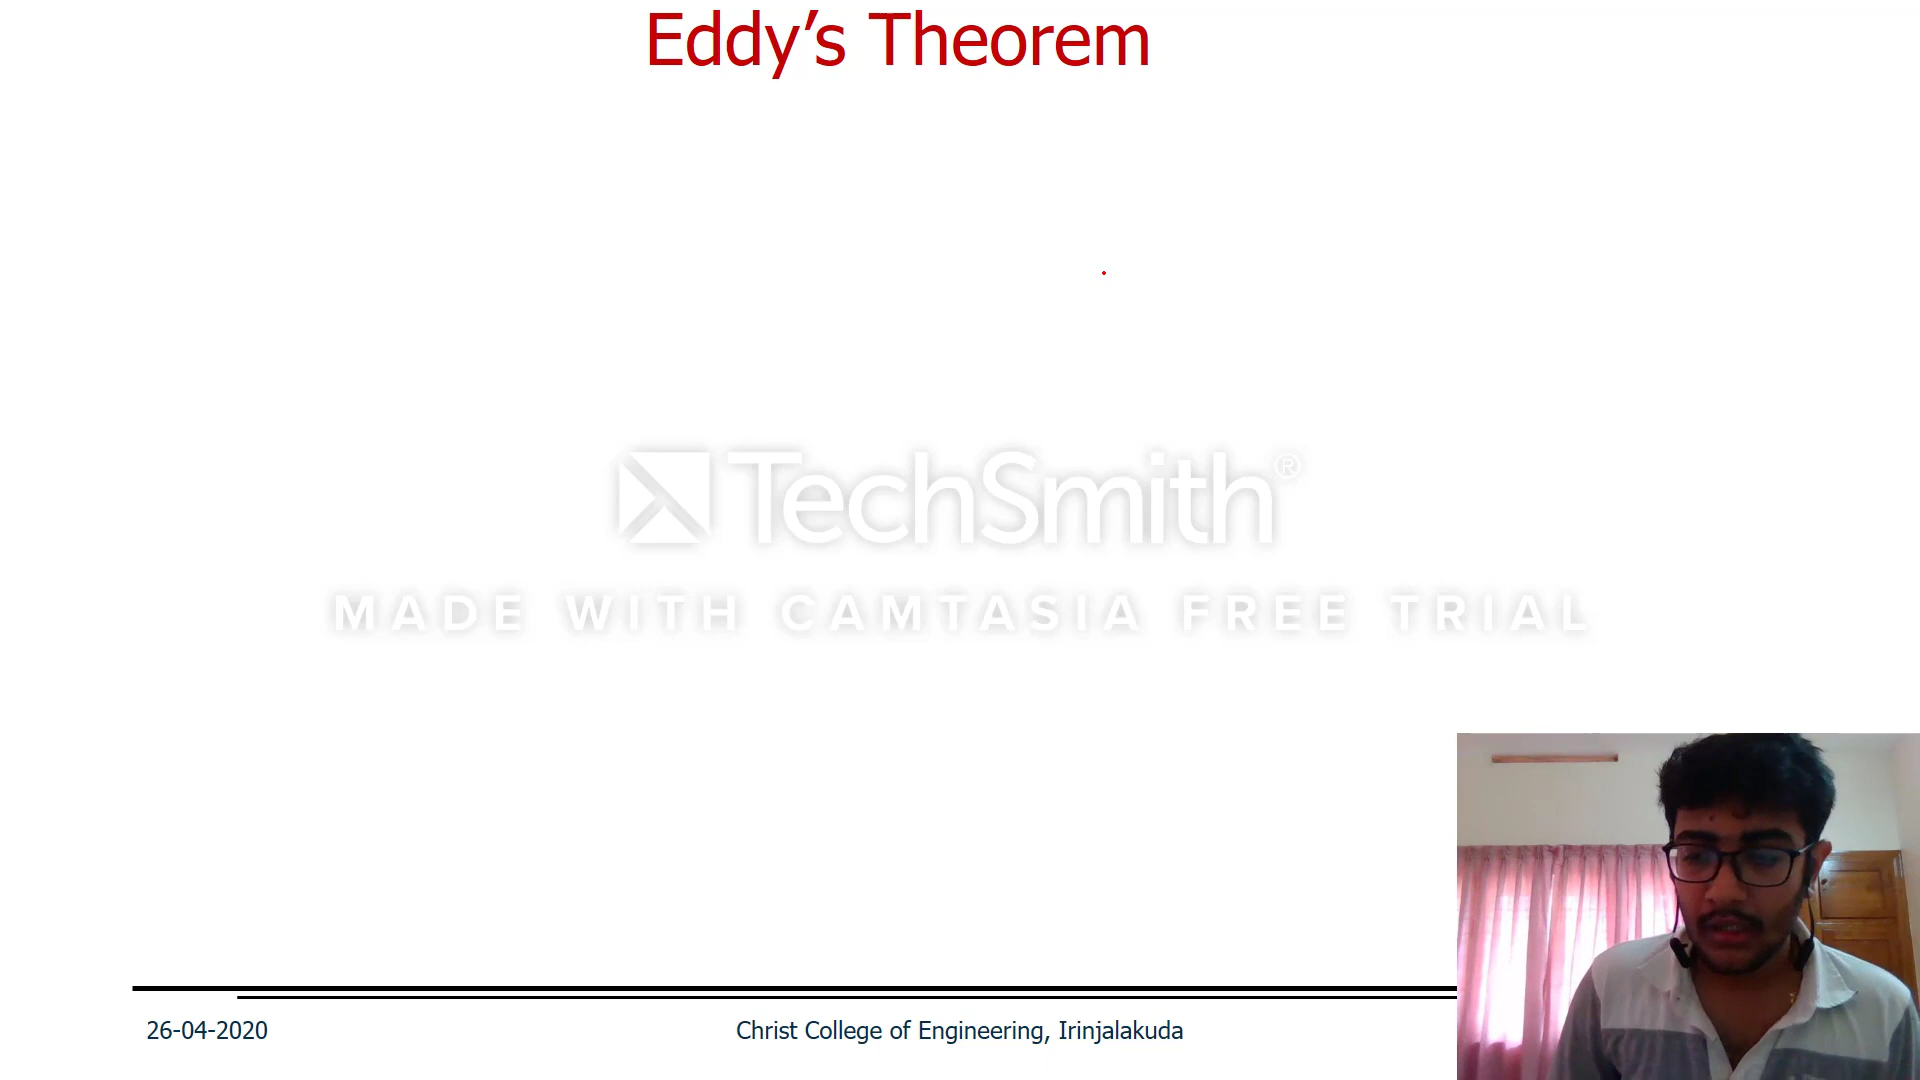 Eddy’s Theorem
TechSmith®
MADE WITH CAMTASIA FREE TRIAL
26-04-2020
Christ College of Engineering, Irinjalakuda